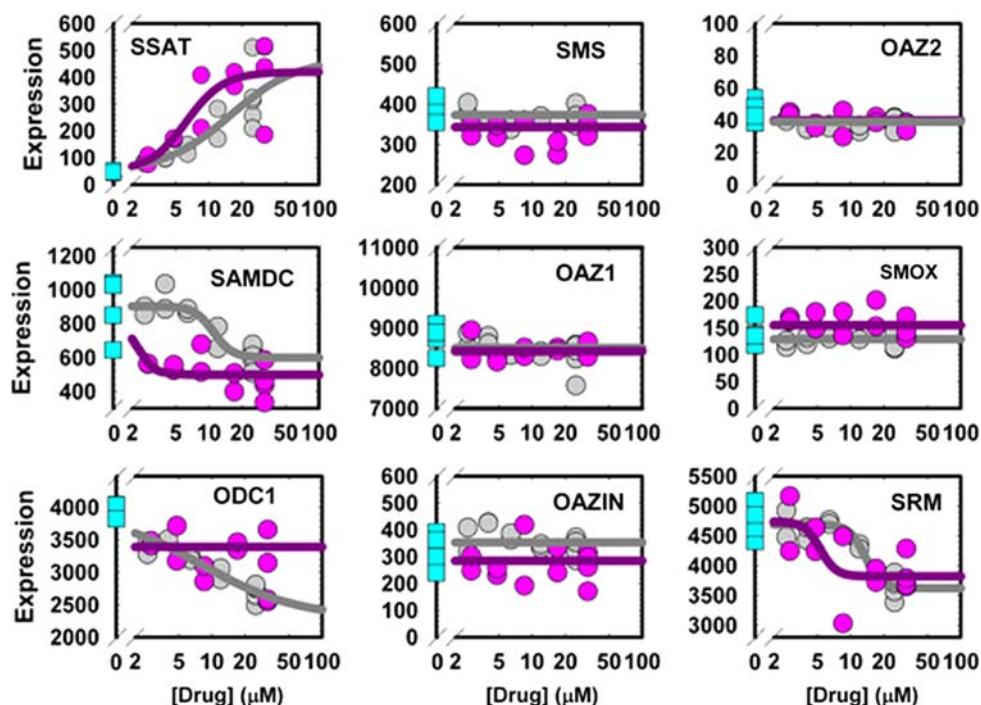 Expression
600
500
400
300
200
100
0
SSAT
0 2 5 10 20 50 100
600
500
400
300
200
SMS
0 2 5 10 20 50 100
100
80
60
40
20
0
OAZ2
0 2 5 10 20 50 100
Expression
1200
1000
800
600
400
SAMDC
0 2 5 10 20 50 100
11000
10000
9000
8000
7000
OAZ1
0 2 5 10 20 50 100
300
250
200
150
100
50
0
SMOX
0 2 5 10 20 50 100
Expression
4000
3500
3000
2500
2000
ODC1
0 2 5 10 20 50 100
[Drug] (μM)
600
500
400
300
200
100
0
OAZIN
0 2 5 10 20 50 100
[Drug] (μM)
5500
5000
4500
4000
3500
3000
SRM
0 2 5 10 20 50 100
[Drug] (μM)